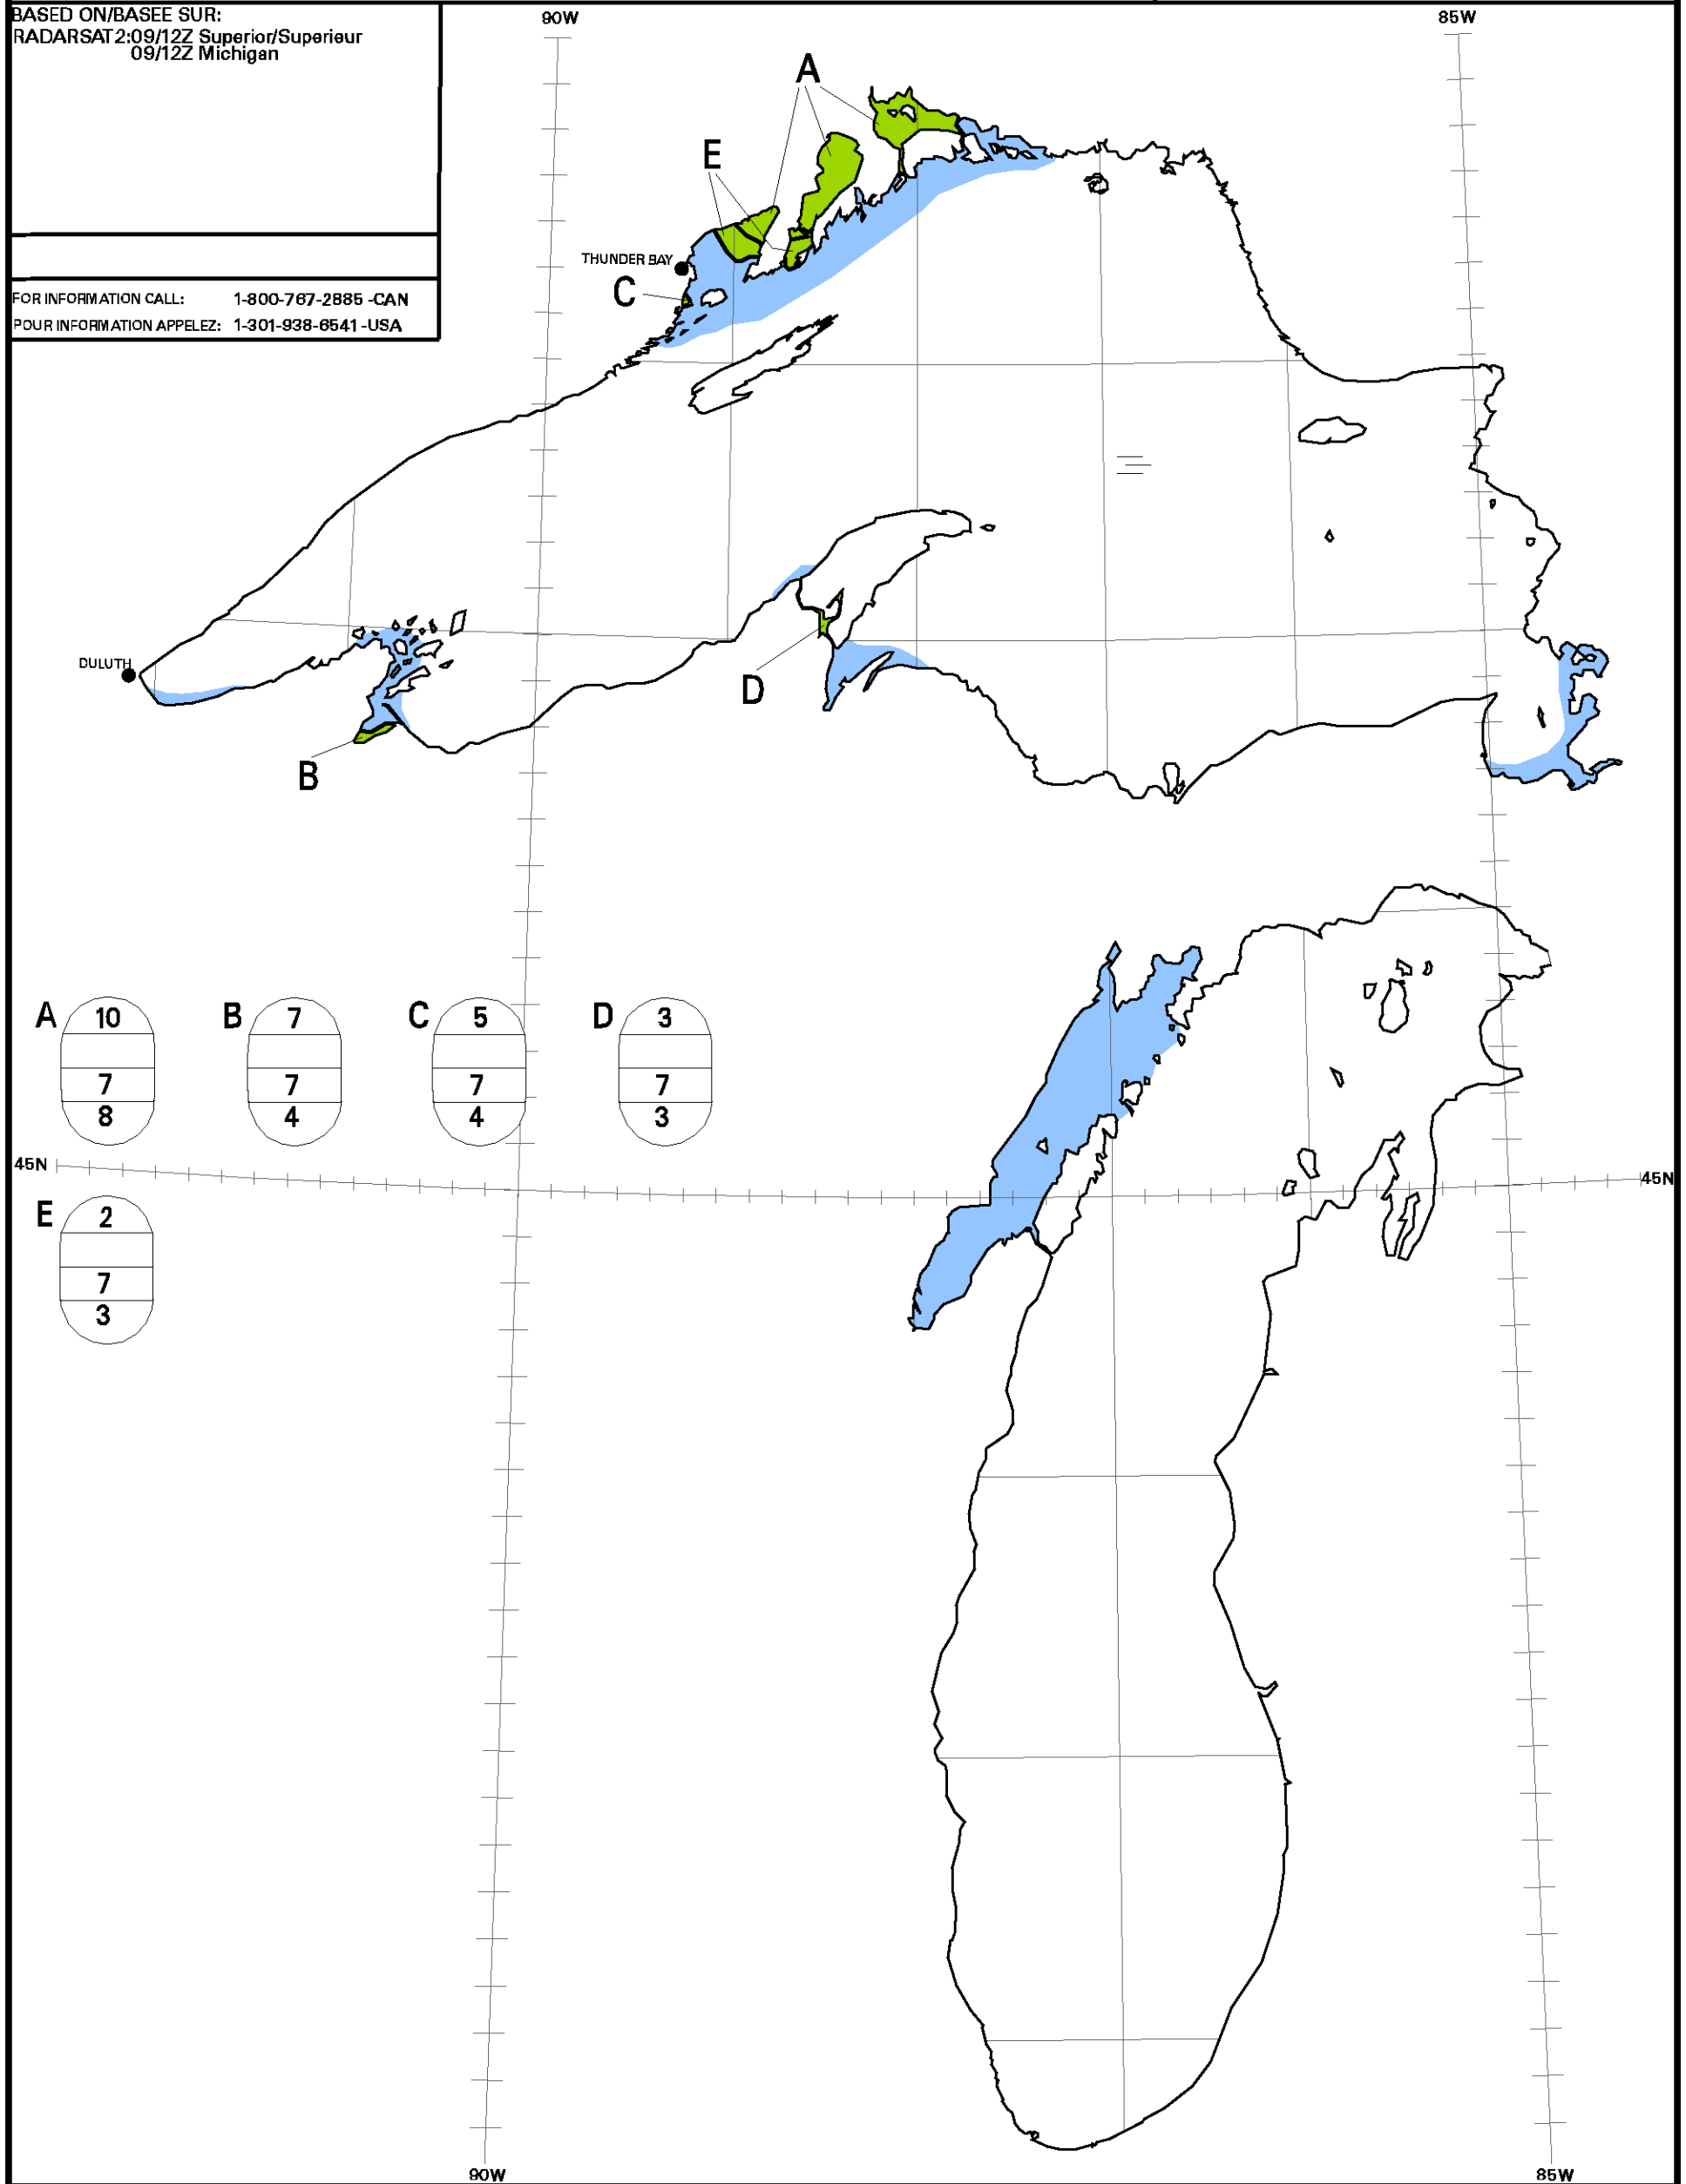 BASED ON/BASEE SUR:
RADARSAT2:09/12Z Superior/Superieur
09/12Z Michigan
FOR INFORMATION CALL: 1-800-767-2885 -CAN
POUR INFORMATION APPELEZ: 1-301-938-6541 -USA
90W
85W
A
E
THUNDER BAY
C
DULUTH
D
B
A
10
7
8
B
7
7
4
C
5
7
4
D
3
7
3
45N
45N
E
2
7
3
90W
85W